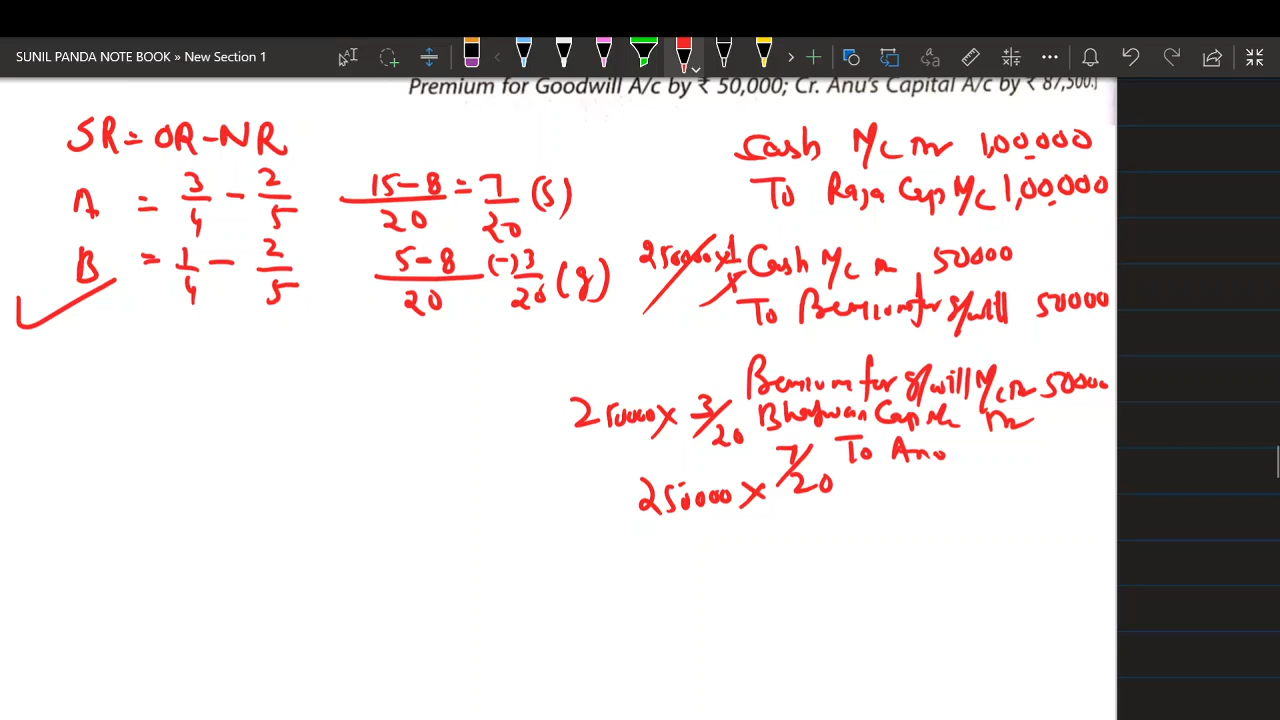 SUNIL PANDA NOTE BOOK » New Section 1
Premium for Goodwill A/c by ₹ 50,000; Cr. Anu's Capital A/c by ₹ 87,500.]
SR = OR - NR
A = 3/4 - 2/5 15-8/20 = 7/20 (S)
B = 1/4 - 2/5 5-8/20 (-) 3/20 (g)
Cash A/c Dr 1,00,000
To Raja Cap A/c 1,00,000
250000 x 1/5
Cash A/c Dr 50000
To Premium for g/will 50000
Premium for g/will A/c Dr 50000
250000 x 3/20 Bhagwan Cap A/c Dr
To Anu
250000 x 7/20